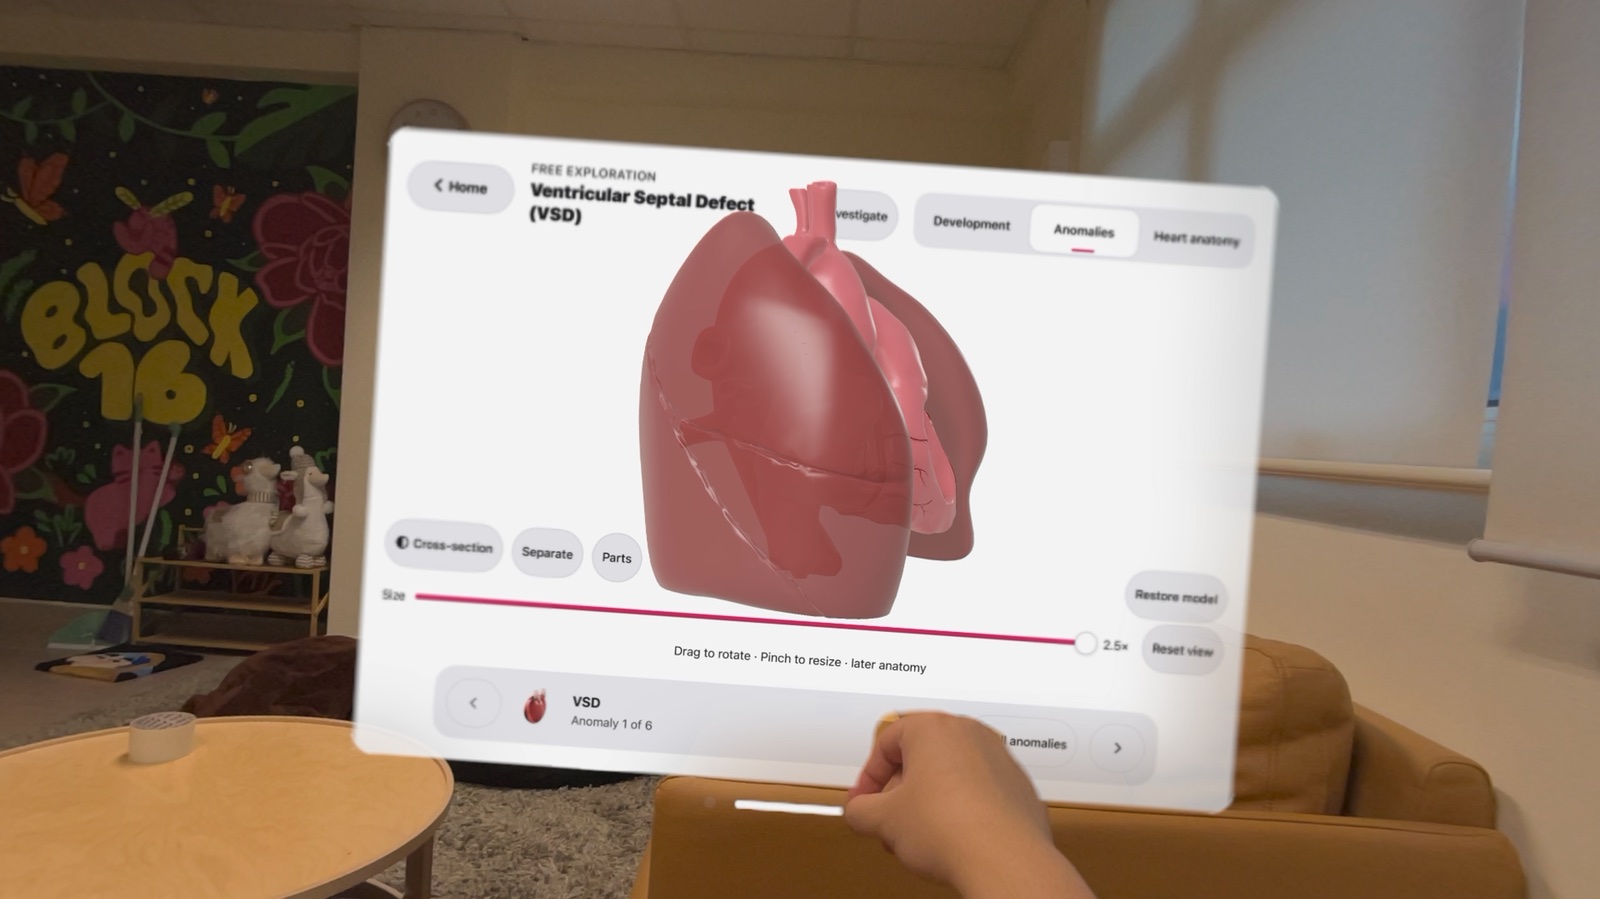 BLOCK
16
Home
FREE EXPLORATION
Ventricular Septal Defect
(VSD)
vestigate
Development
Anomalies
Heart anatomy
Cross-section
Separate
Parts
Restore model
Size
2.5×
Reset view
Drag to rotate · Pinch to resize · later anatomy
VSD
Anomaly 1 of 6
anomalies